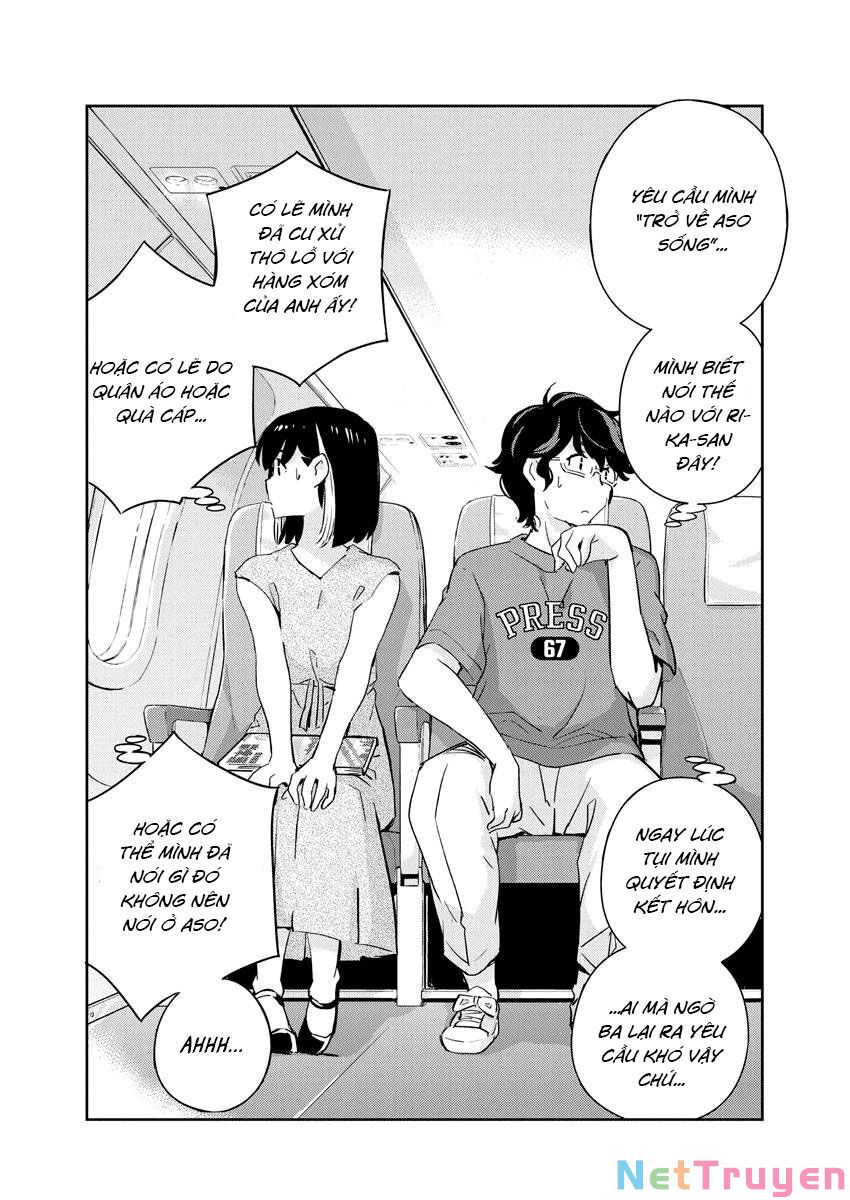 YÊU CẦU MÌNH
"TRỞ VỀ ASO
SỐNG"...
MÌNH BIẾT
NÓI THẾ
NÀO VỚI RI-
KA-SAN
ĐÂY!
CÓ LẼ MÌNH
ĐÃ CƯ XỬ
THÔ LỖ VỚI
HÀNG XÓM
CỦA ANH ẤY!
HOẶC CÓ LẼ DO
QUẦN ÁO HOẶC
QUÀ CÁP...
PRESS
67
NGAY LÚC
TỤI MÌNH
QUYẾT ĐỊNH
KẾT HÔN...
...AI MÀ NGỜ
BA LẠI RA YÊU
CẦU KHÓ VẬY
CHỨ...
HOẶC CÓ
THỂ MÌNH ĐÃ
NÓI GÌ ĐÓ
KHÔNG NÊN
NÓI Ở ASO!
AHHH...
NetTruyen